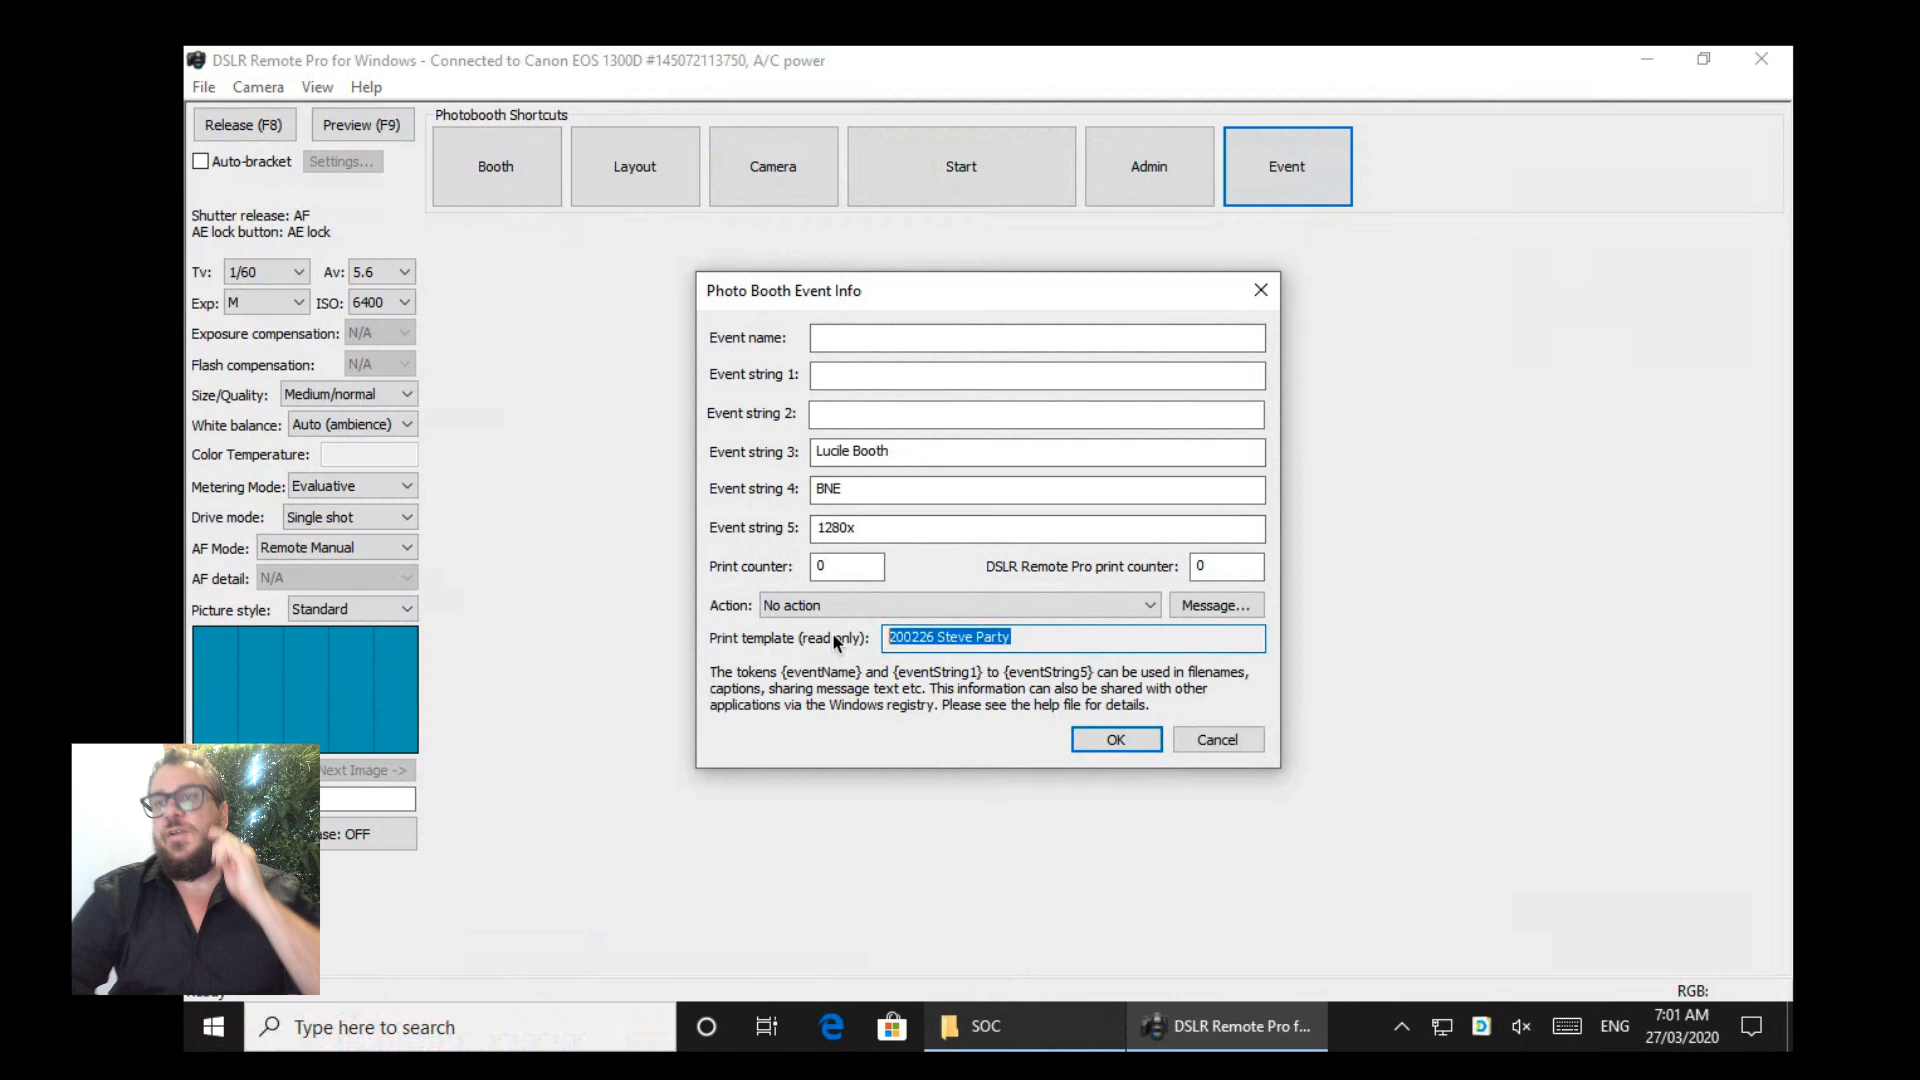 DSLR Remote Pro for Windows - Connected to Canon EOS 1300D #145072113750, A/C power
File Camera View Help
Release (F8) Preview (F9)
Auto-bracket Settings...
Shutter release: AF
AE lock button: AE lock
Tv: 1/60 Av: 5.6
Exp: M ISO: 6400
Exposure compensation: N/A
Flash compensation: N/A
Size/Quality: Medium/normal
White balance: Auto (ambience)
Color Temperature:
Metering Mode: Evaluative
Drive mode: Single shot
AF Mode: Remote Manual
AF detail: N/A
Picture style: Standard
Next Image ->
OFF
Photobooth Shortcuts
Booth Layout Camera Start Admin Event
Photo Booth Event Info
Event name:
Event string 1:
Event string 2:
Event string 3: Lucile Booth
Event string 4: BNE
Event string 5: 1280x
Print counter: 0 DSLR Remote Pro print counter: 0
Action: No action Message...
Print template (read only): 200226 Steve Party
The tokens {eventName} and {eventString1} to {eventString5} can be used in filenames,
captions, sharing message text etc. This information can also be shared with other
applications via the Windows registry. Please see the help file for details.
OK Cancel
RGB:
Type here to search
SOC
DSLR Remote Pro f...
ENG
7:01 AM
27/03/2020